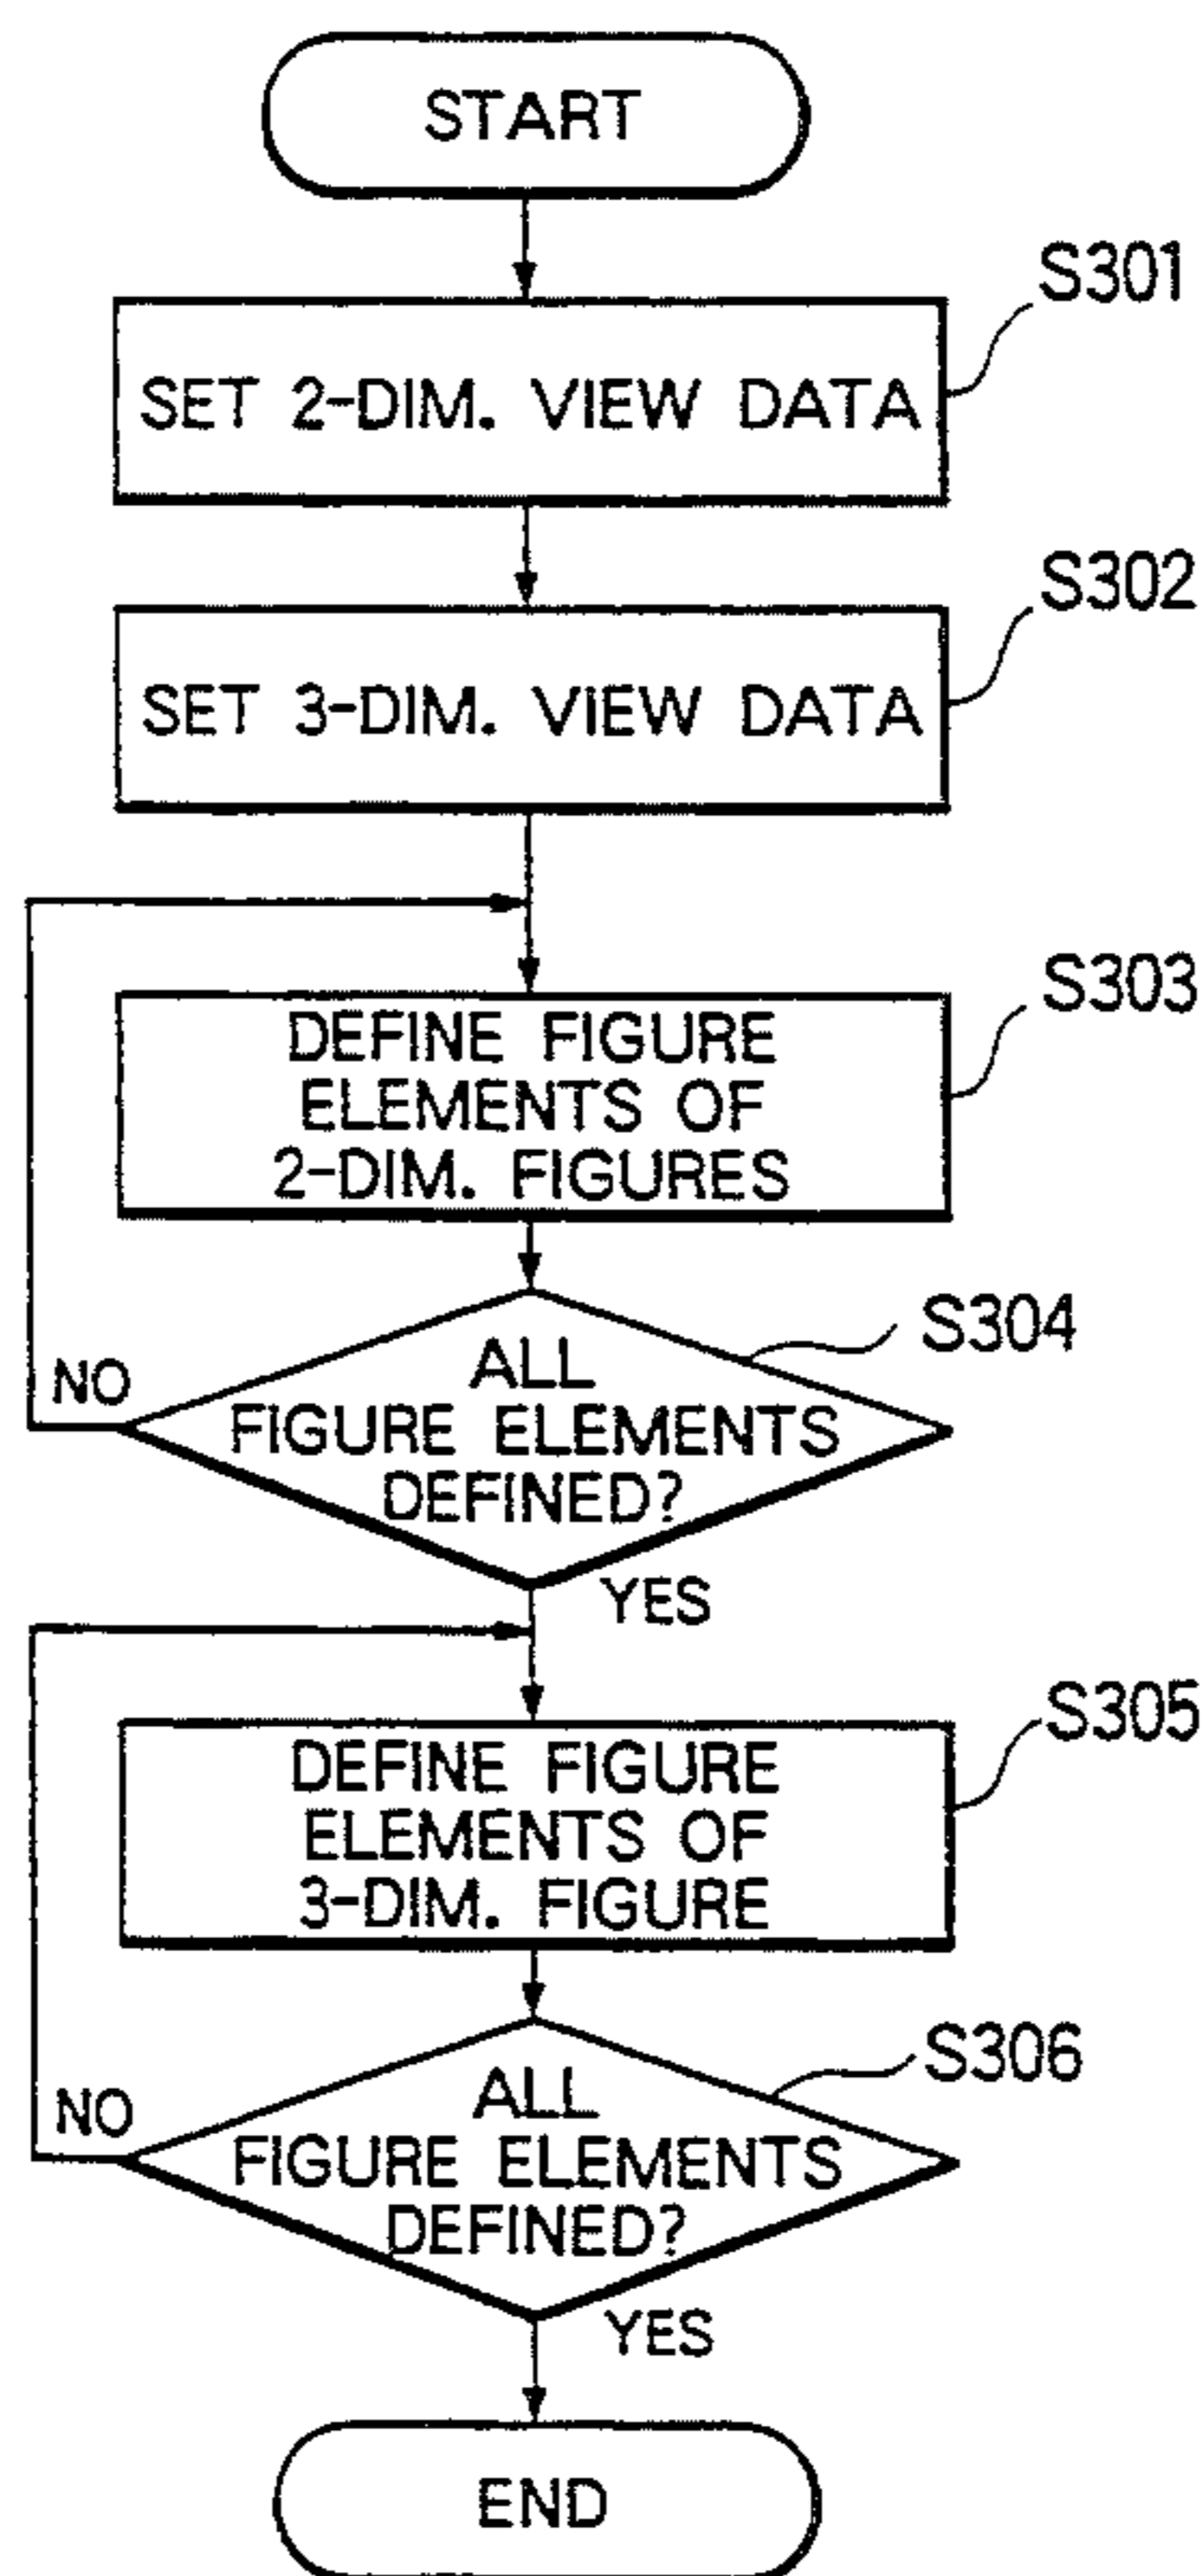 START
S301
SET 2-DIM. VIEW DATA
S302
SET 3-DIM. VIEW DATA
S303
DEFINE FIGURE
ELEMENTS OF
2-DIM. FIGURES
S304
ALL
FIGURE ELEMENTS
DEFINED?
NO
YES
S305
DEFINE FIGURE
ELEMENTS OF
3-DIM. FIGURE
S306
ALL
FIGURE ELEMENTS
DEFINED?
NO
YES
END